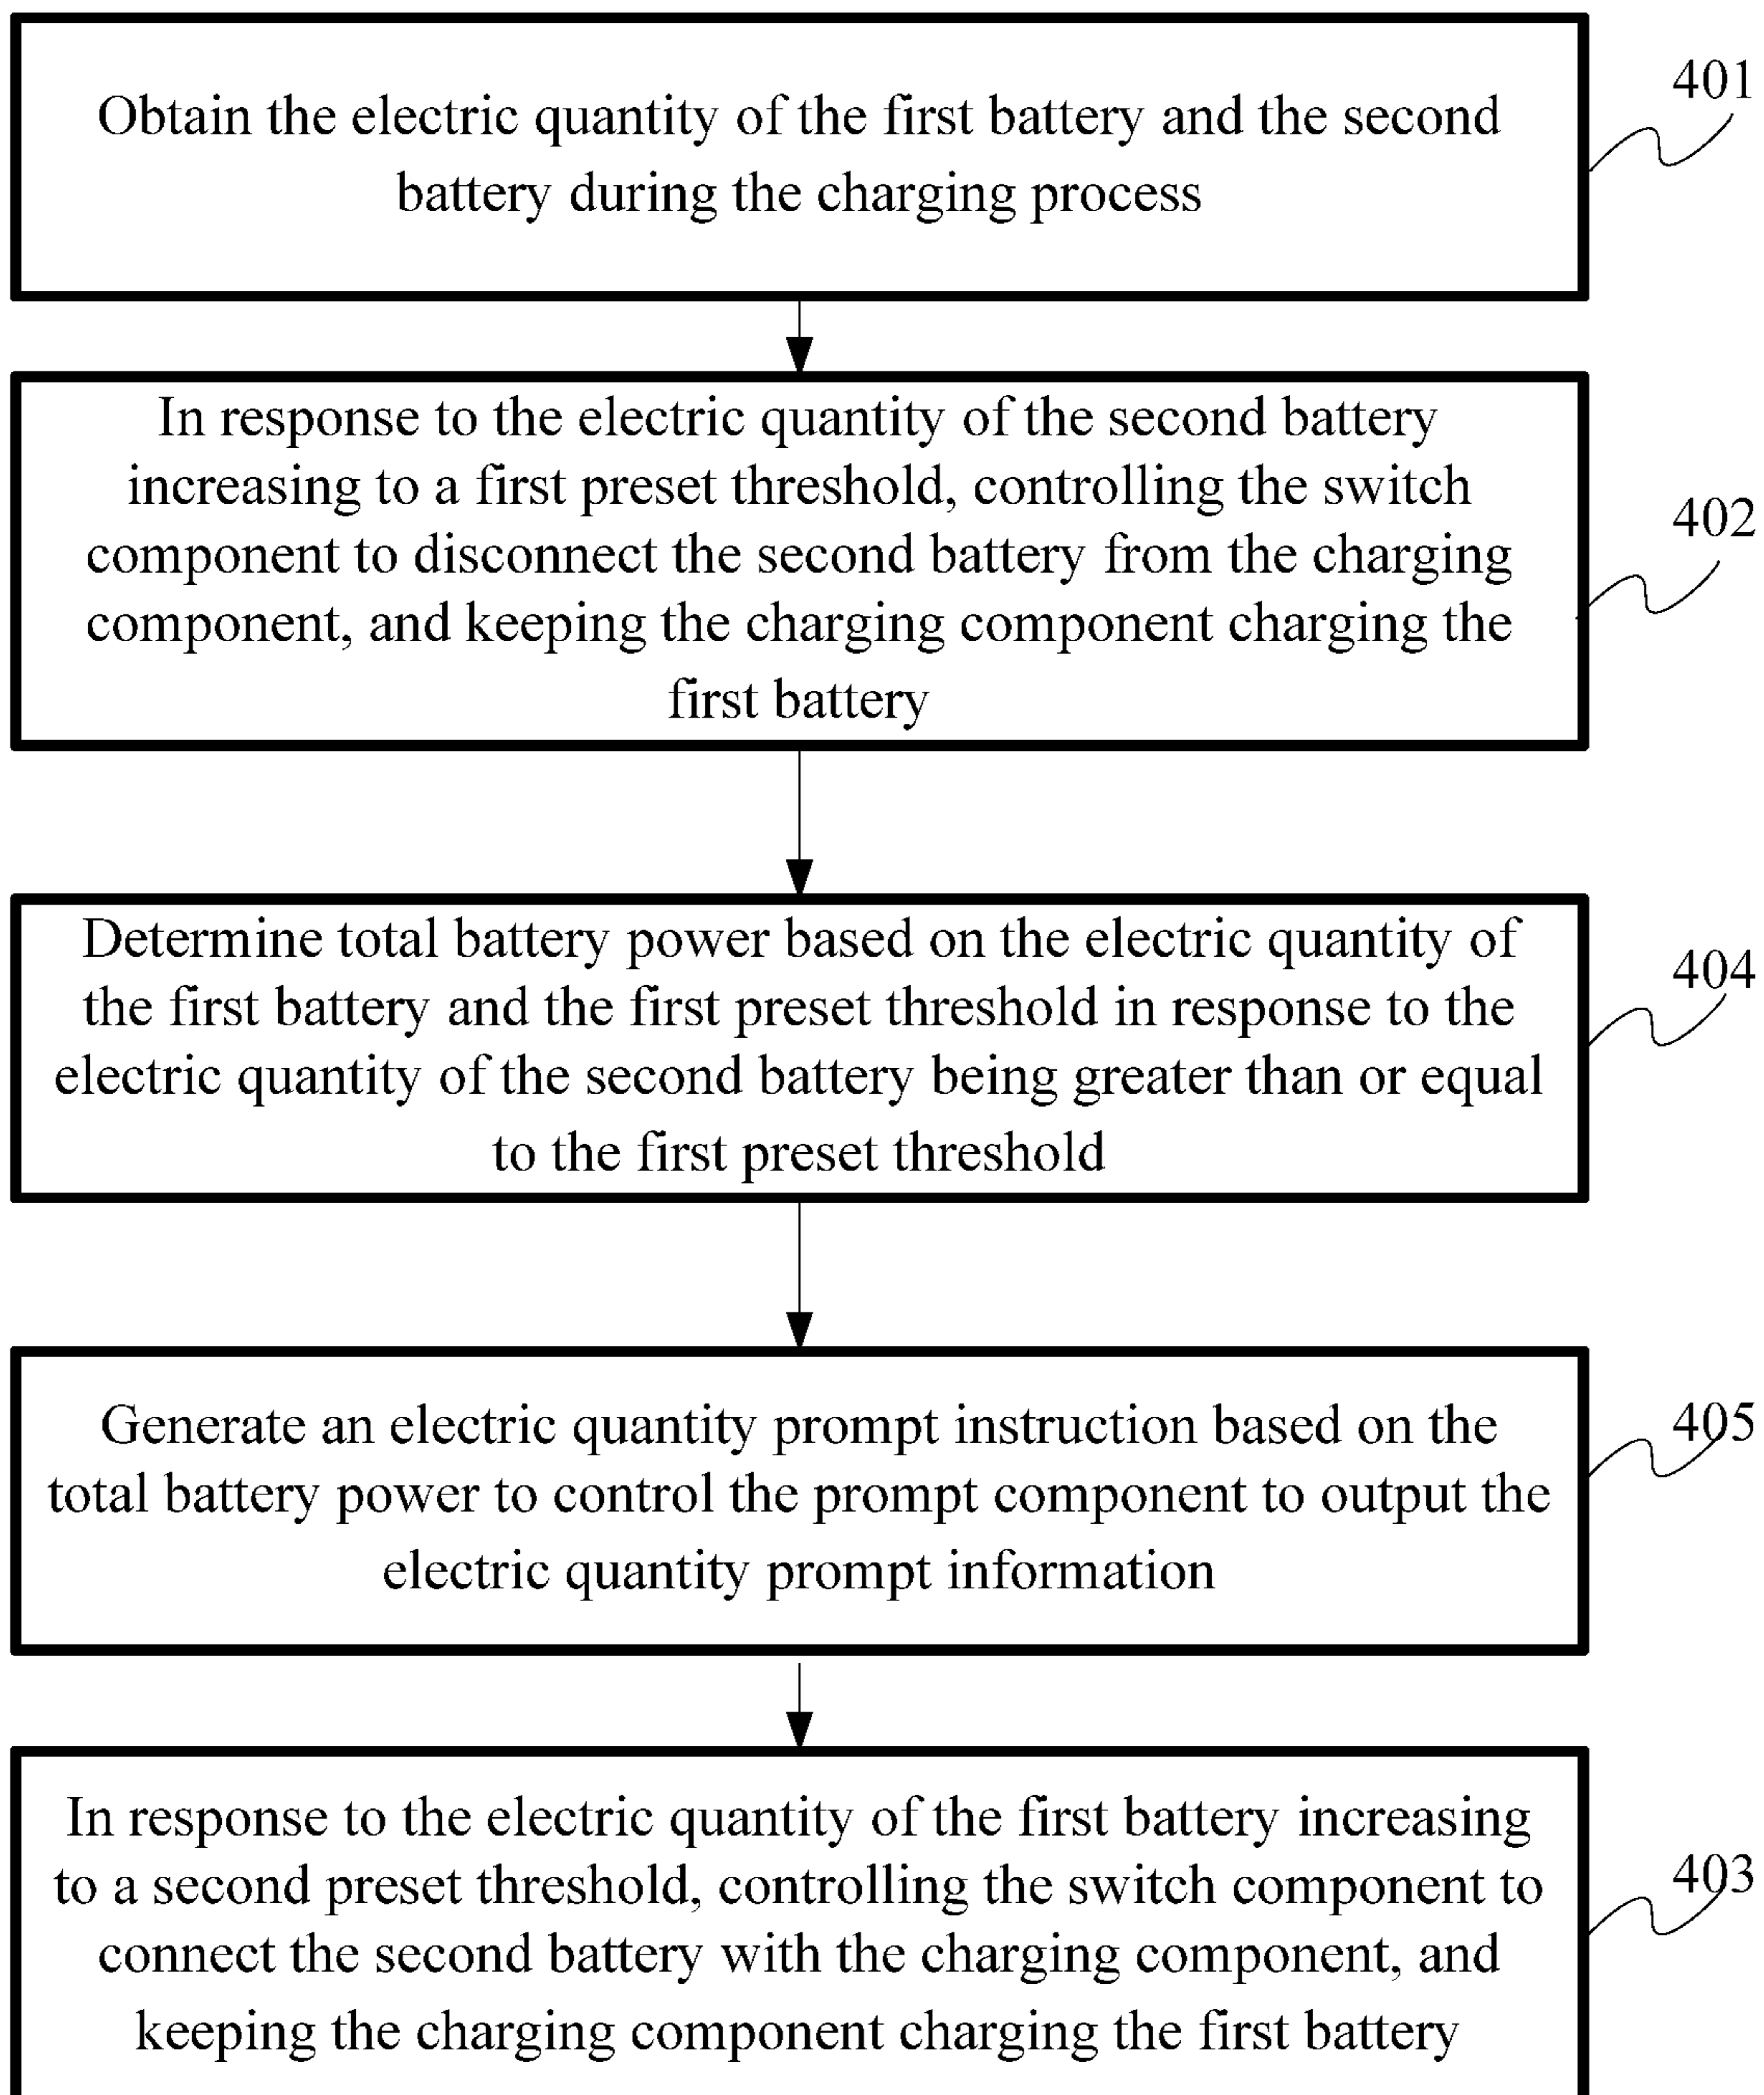 Obtain the electric quantity of the first battery and the second
battery during the charging process
401
In response to the electric quantity of the second battery
increasing to a first preset threshold, controlling the switch
component to disconnect the second battery from the charging
component, and keeping the charging component charging the
first battery
402
Determine total battery power based on the electric quantity of
the first battery and the first preset threshold in response to the
electric quantity of the second battery being greater than or equal
to the first preset threshold
404
Generate an electric quantity prompt instruction based on the
total battery power to control the prompt component to output the
electric quantity prompt information
405
In response to the electric quantity of the first battery increasing
to a second preset threshold, controlling the switch component to
connect the second battery with the charging component, and
keeping the charging component charging the first battery
403